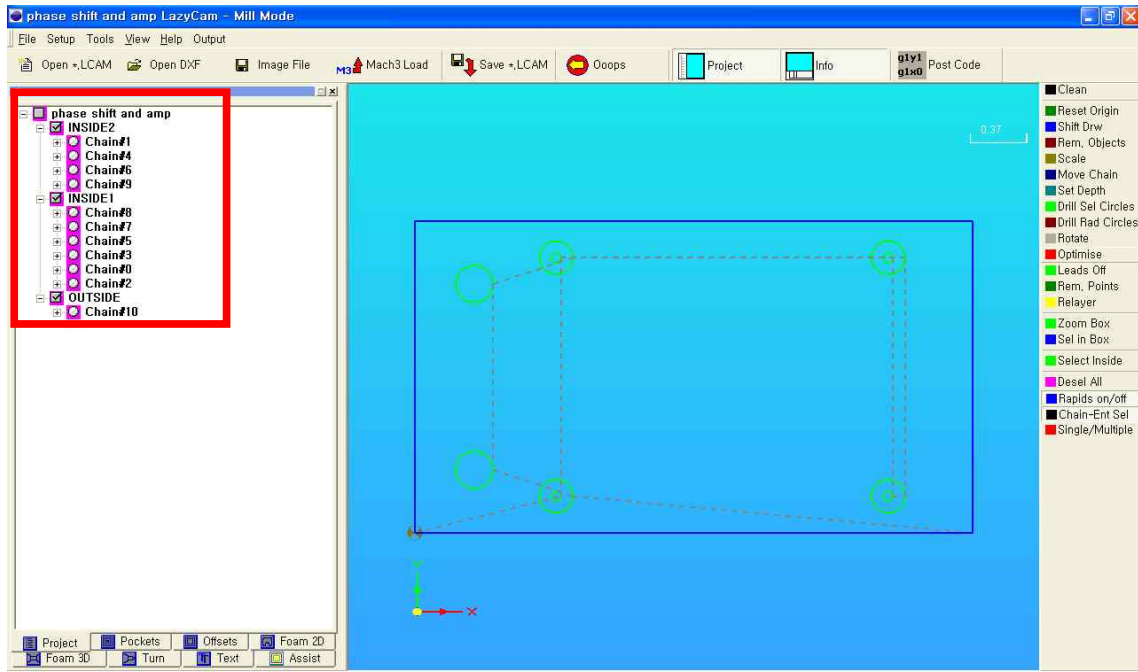 phase shift and amp LazyCam - Mill Mode
File Setup Tools View Help Output
Open *,LCAM Open DXF Image File M3 Mach3 Load Save *,LCAM Ooops Project Info g1y1 g1x0 Post Code
phase shift and amp
INSIDE2
Chain#1
Chain#4
Chain#6
Chain#9
INSIDE1
Chain#8
Chain#7
Chain#5
Chain#3
Chain#0
Chain#2
OUTSIDE
Chain#10
0.37
Y
X
Clean
Reset Origin
Shift Drw
Rem, Objects
Scale
Move Chain
Set Depth
Drill Sel Circles
Drill Rad Circles
Rotate
Optimise
Leads Off
Rem, Points
Relayer
Zoom Box
Sel in Box
Select Inside
Desel All
Rapids on/off
Chain-Ent Sel
Single/Multiple
Project Pockets Offsets Foam 2D
Foam 3D Turn Text Assist